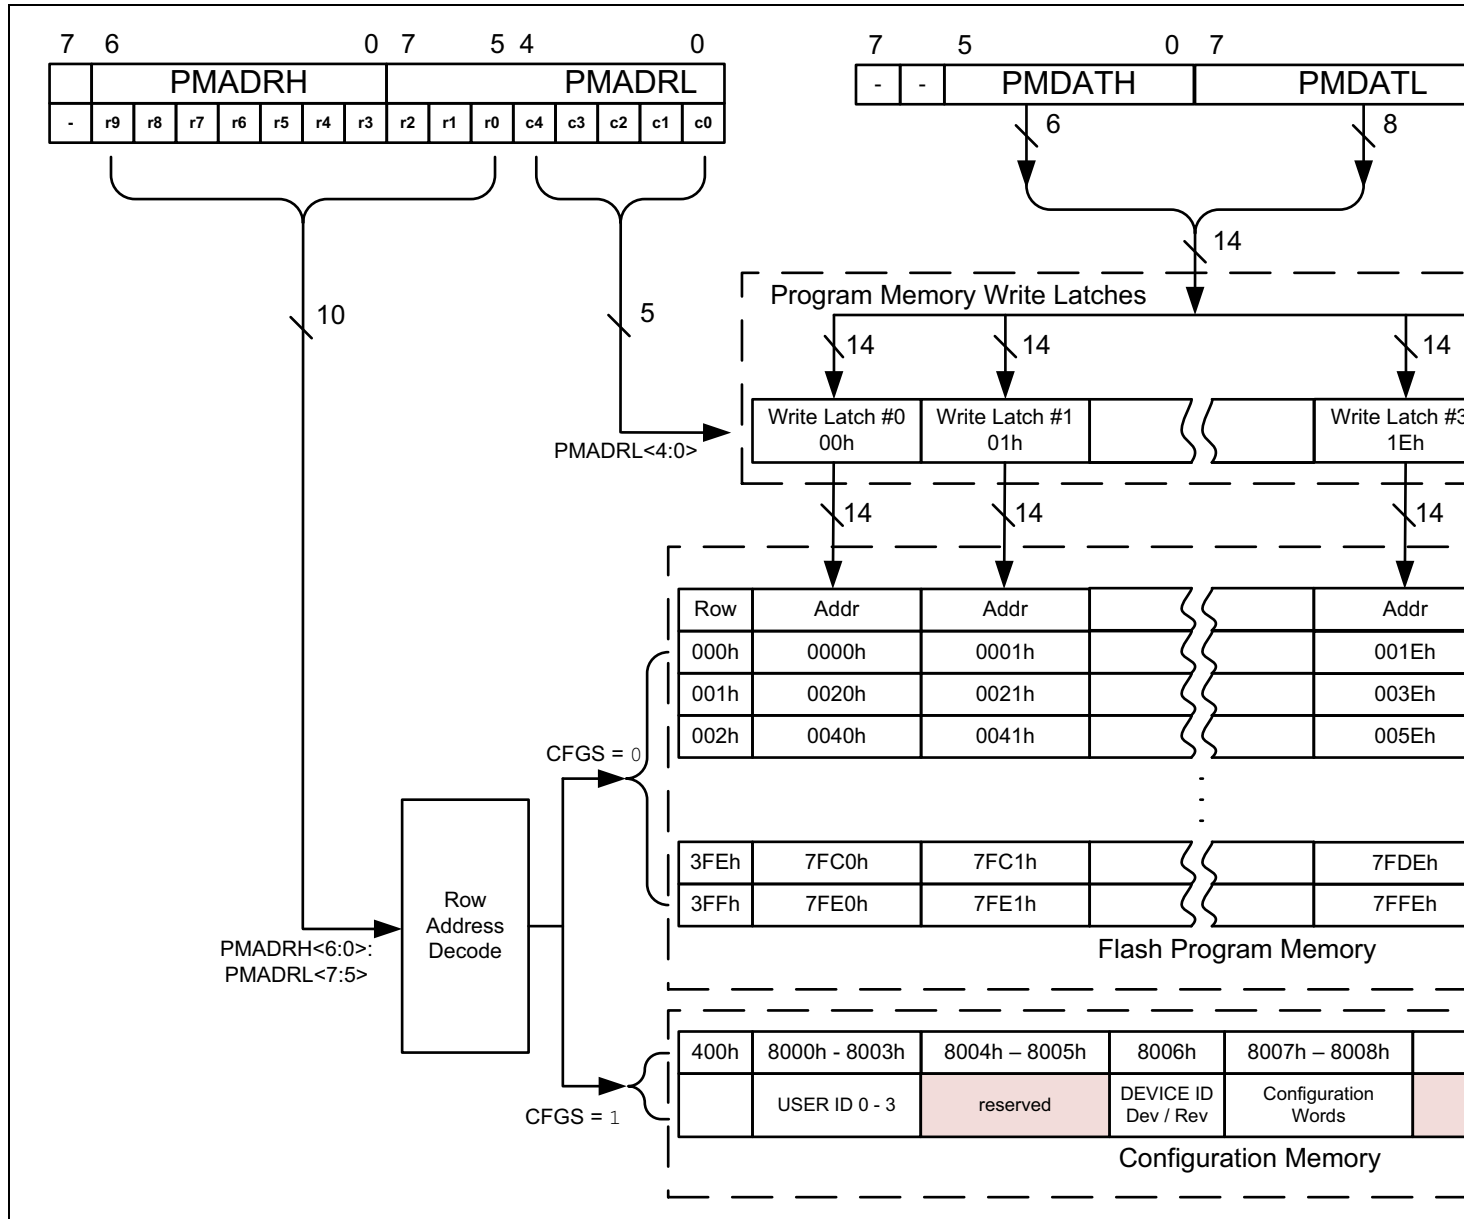 7 6 0 7 5 4 0
PMADRH PMADRL
- r9 r8 r7 r6 r5 r4 r3 r2 r1 r0 c4 c3 c2 c1 c0
7 5 0 7
- - PMDATH PMDATL
6 8
14
10 5
Program Memory Write Latches
14 14 14
Write Latch #0 Write Latch #1 Write Latch #3
00h 01h 1Eh
PMADRL<4:0>
14 14 14
Row Addr Addr Addr
000h 0000h 0001h 001Eh
001h 0020h 0021h 003Eh
002h 0040h 0041h 005Eh
CFGS = 0
3FEh 7FC0h 7FC1h 7FDEh
3FFh 7FE0h 7FE1h 7FFEh
Row
Address
Decode
PMADRH<6:0>:
PMADRL<7:5>
Flash Program Memory
400h 8000h - 8003h 8004h – 8005h 8006h 8007h – 8008h
USER ID 0 - 3 reserved DEVICE ID Configuration
Dev / Rev Words
CFGS = 1
Configuration Memory